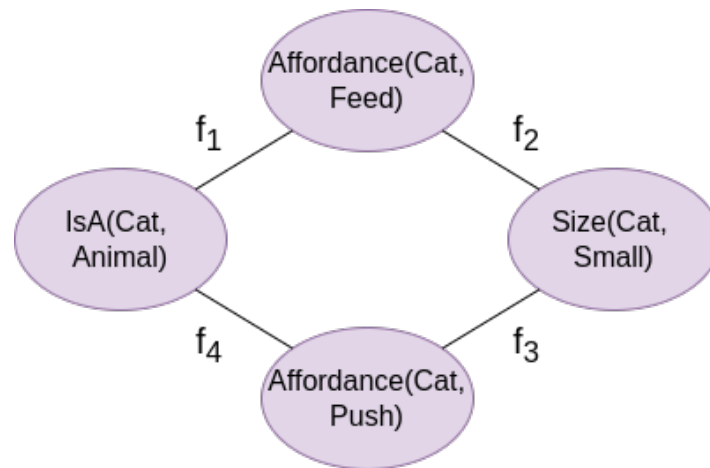 Affordance(Cat,
Feed)
f1
f2
IsA(Cat,
Animal)
Size(Cat,
Small)
f4
f3
Affordance(Cat,
Push)